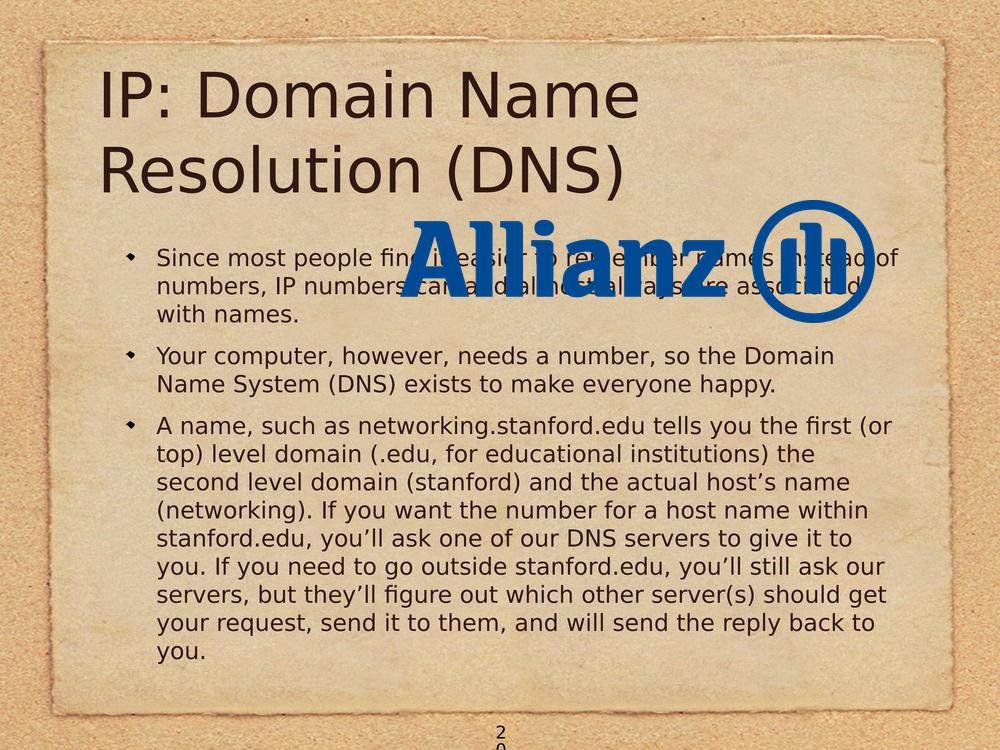 IP: Domain Name
Resolution (DNS)
Allianz
Since most people find it easier to remember names instead of
numbers, IP numbers can and almost always are associated
with names.
Your computer, however, needs a number, so the Domain
Name System (DNS) exists to make everyone happy.
A name, such as networking.stanford.edu tells you the first (or
top) level domain (.edu, for educational institutions) the
second level domain (stanford) and the actual host’s name
(networking). If you want the number for a host name within
stanford.edu, you’ll ask one of our DNS servers to give it to
you. If you need to go outside stanford.edu, you’ll still ask our
servers, but they’ll figure out which other server(s) should get
your request, send it to them, and will send the reply back to
you.
2
0